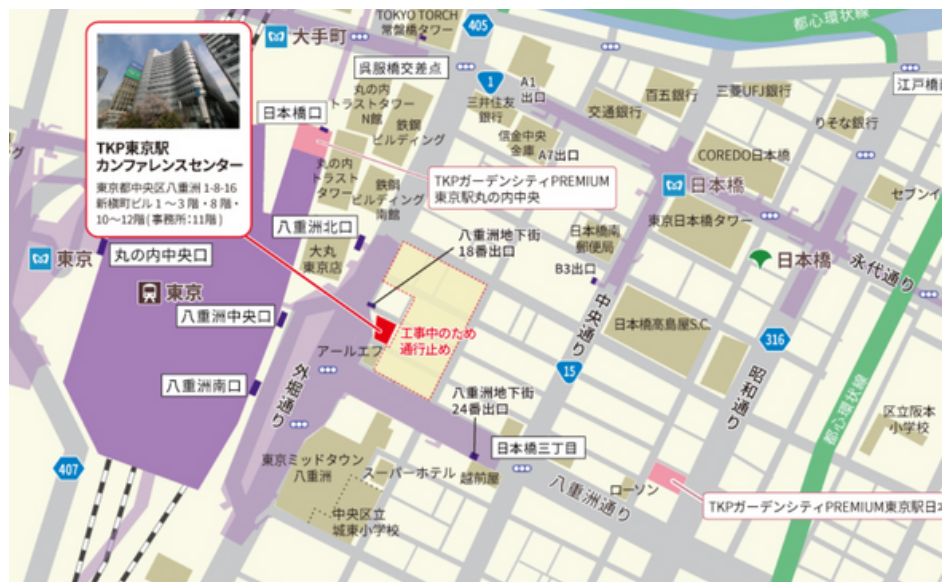 TOKYO TORCH
常盤橋タワー
405
都心環状線
大手町
呉服橋交差点
1
A1
出口
三井住友
銀行
交通銀行
百五銀行
三菱UFJ銀行
江戸橋
りそな銀行
丸の内
トラストタワー
N館
日本橋口
鉄鋼
ビルディング
信金中央
金庫
A7出口
COREDO日本橋
TKP東京駅
カンファレンスセンター
東京都中央区八重洲 1-8-16
新槇町ビル 1 ～3 階・8 階・
10～12階 ( 事務所:11階 )
丸の内
トラスト
タワー
鉄鋼
ビルディング
南館
TKPガーデンシティPREMIUM
東京駅丸の内中央
日本橋
セブンイ
東京日本橋タワー
八重洲北口
大丸
東京店
八重洲地下街
18番出口
日本橋南
郵便局
B3出口
日本橋
永代通り
東京
丸の内中央口
東京
八重洲中央口
工事中のため
通行止め
アールエフ
中央通り
日本橋高島屋S.C.
316
15
昭和通り
八重洲南口
外堀通り
八重洲地下街
24番出口
都心環状線
区立阪本
小学校
日本橋三丁目
407
東京ミッドタウン
八重洲
スーパーホテル
越前屋
八重洲通り
ローソン
TKPガーデンシティPREMIUM東京駅日本
中央区立
城東小学校